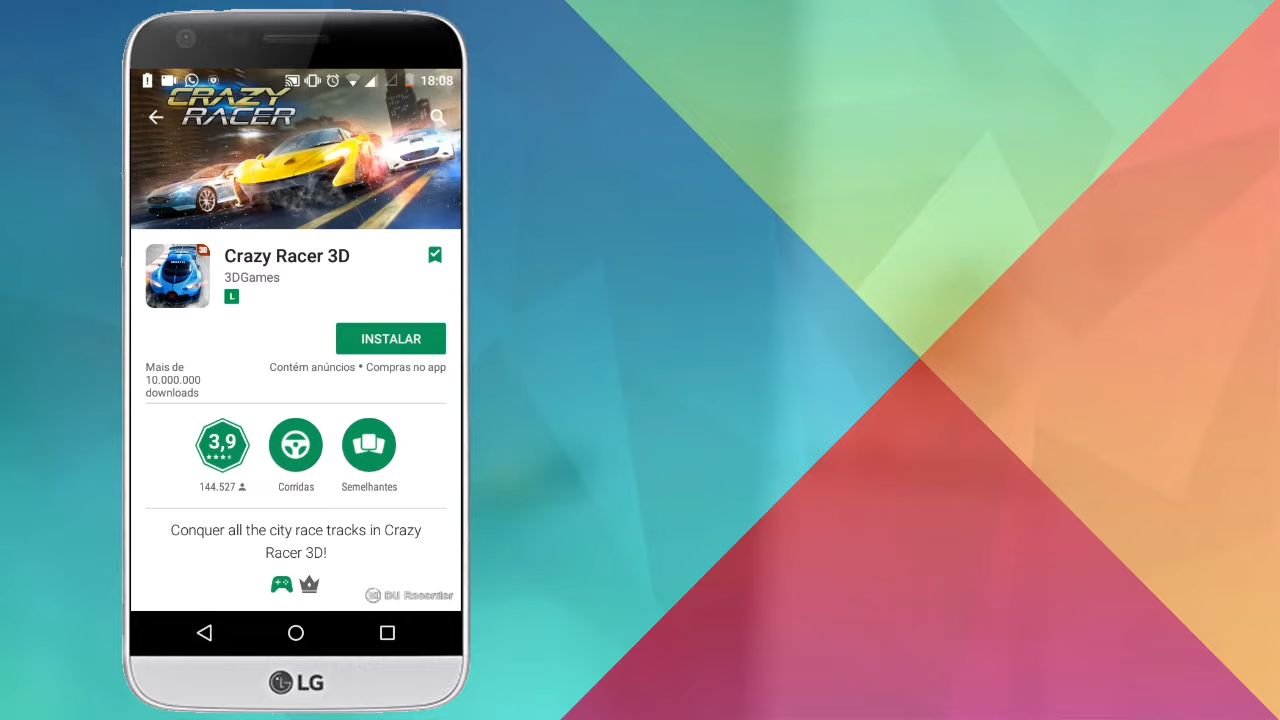 18:08
CRAZY
RACER
Crazy Racer 3D
3DGames
L
INSTALAR
Mais de
10.000.000
downloads
Contém anúncios • Compras no app
3,9
144.527
Corridas
Semelhantes
Conquer all the city race tracks in Crazy
Racer 3D!
DU Recorder
LG